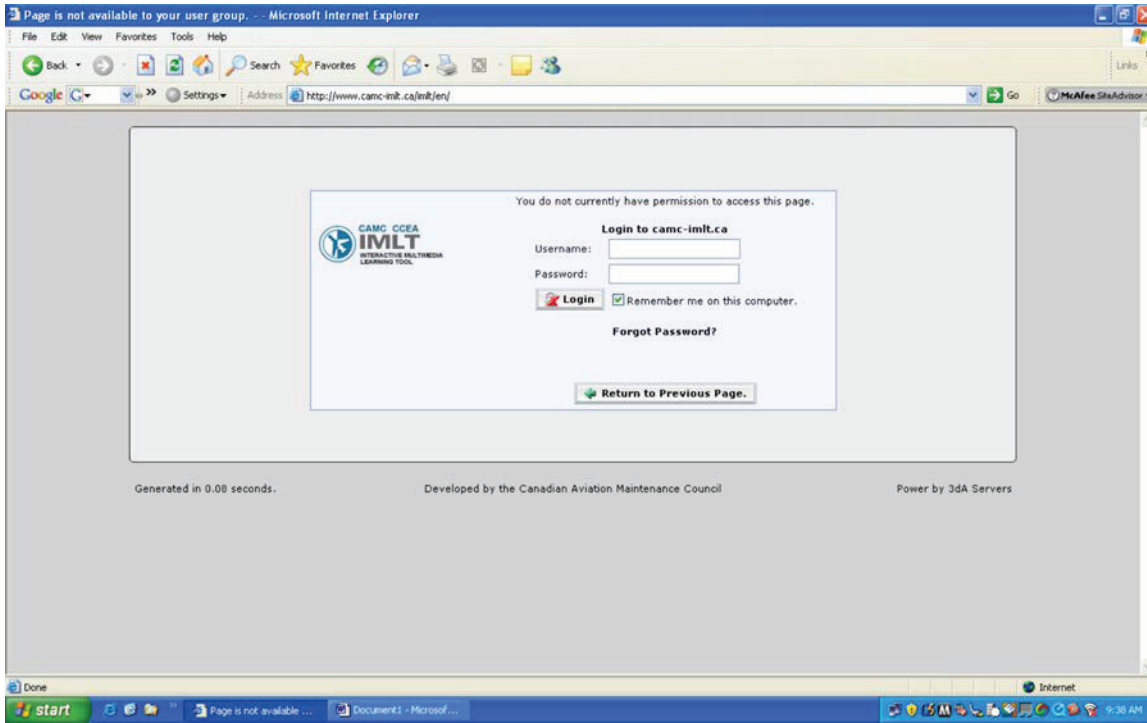 Page is not available to your user group. - - Microsoft Internet Explorer
File Edit View Favorites Tools Help
Back Search Favorites Links
Google Settings Address http://www.camc-imlt.ca/imlt/en/ Go McAfee SiteAdvisor
You do not currently have permission to access this page.
CAMC CCEA
IMLT
INTERACTIVE MULTIMEDIA
LEARNING TOOL
Login to camc-imlt.ca
Username:
Password:
Login Remember me on this computer.
Forgot Password?
Return to Previous Page.
Generated in 0.08 seconds. Developed by the Canadian Aviation Maintenance Council Power by 3dA Servers
Done Internet
start Page is not available ... Document1 - Microsof... 9:38 AM